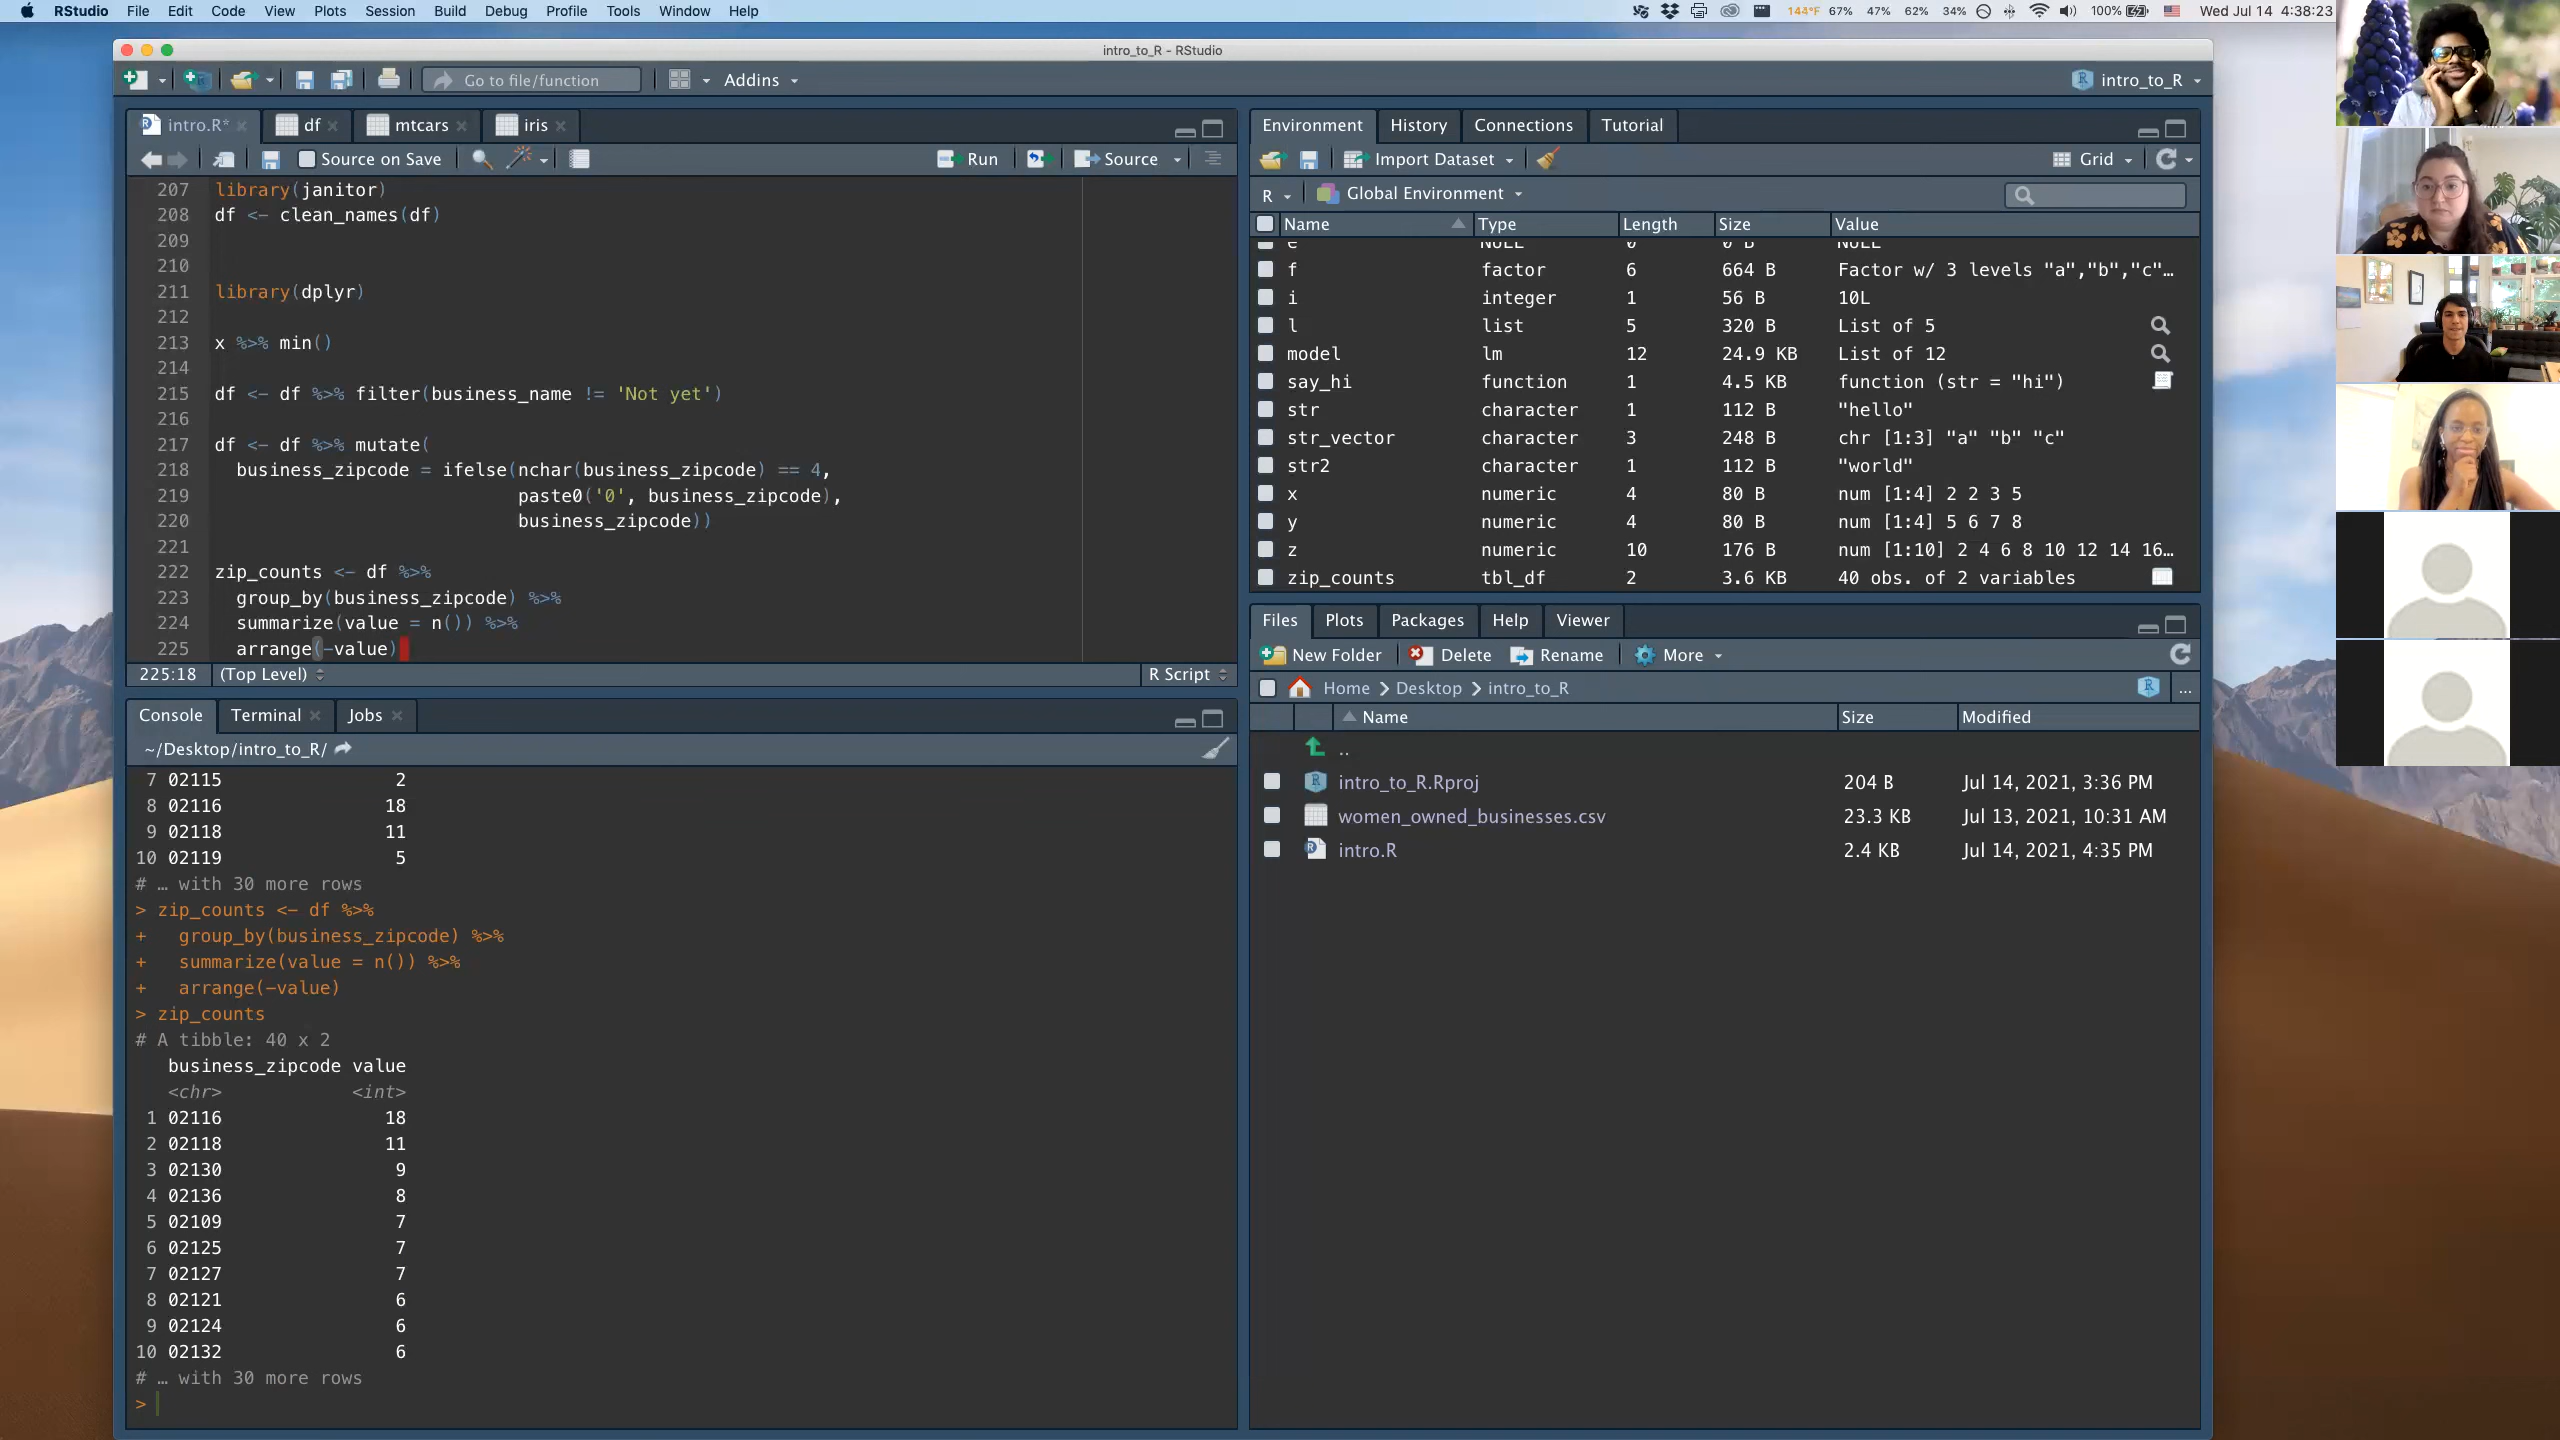 RStudio File Edit Code View Plots Session Build Debug Profile Tools Window Help
144°F 67% 47% 62% 34% 100% Wed Jul 14 4:38:23
intro_to_R - RStudio
Go to file/function Addins intro_to_R
intro.R* df mtcars iris
Source on Save Run Source
207 library(janitor)
208 df <- clean_names(df)
209
210
211 library(dplyr)
212
213 x %>% min()
214
215 df <- df %>% filter(business_name != 'Not yet')
216
217 df <- df %>% mutate(
218 business_zipcode = ifelse(nchar(business_zipcode) == 4,
219 paste0('0', business_zipcode),
220 business_zipcode))
221
222 zip_counts <- df %>%
223 group_by(business_zipcode) %>%
224 summarize(value = n()) %>%
225 arrange(-value)
225:18 (Top Level) R Script
Console Terminal Jobs
~/Desktop/intro_to_R/
7 02115 2
8 02116 18
9 02118 11
10 02119 5
# … with 30 more rows
> zip_counts <- df %>%
+ group_by(business_zipcode) %>%
+ summarize(value = n()) %>%
+ arrange(-value)
> zip_counts
# A tibble: 40 x 2
business_zipcode value
<chr> <int>
1 02116 18
2 02118 11
3 02130 9
4 02136 8
5 02109 7
6 02125 7
7 02127 7
8 02121 6
9 02124 6
10 02132 6
# … with 30 more rows
>
Environment History Connections Tutorial
Import Dataset Grid
R Global Environment
Name Type Length Size Value
e NULL 0 0 B NULL
f factor 6 664 B Factor w/ 3 levels "a","b","c"…
i integer 1 56 B 10L
l list 5 320 B List of 5
model lm 12 24.9 KB List of 12
say_hi function 1 4.5 KB function (str = "hi")
str character 1 112 B "hello"
str_vector character 3 248 B chr [1:3] "a" "b" "c"
str2 character 1 112 B "world"
x numeric 4 80 B num [1:4] 2 2 3 5
y numeric 4 80 B num [1:4] 5 6 7 8
z numeric 10 176 B num [1:10] 2 4 6 8 10 12 14 16…
zip_counts tbl_df 2 3.6 KB 40 obs. of 2 variables
Files Plots Packages Help Viewer
New Folder Delete Rename More
Home Desktop intro_to_R ...
Name Size Modified
..
intro_to_R.Rproj 204 B Jul 14, 2021, 3:36 PM
women_owned_businesses.csv 23.3 KB Jul 13, 2021, 10:31 AM
intro.R 2.4 KB Jul 14, 2021, 4:35 PM